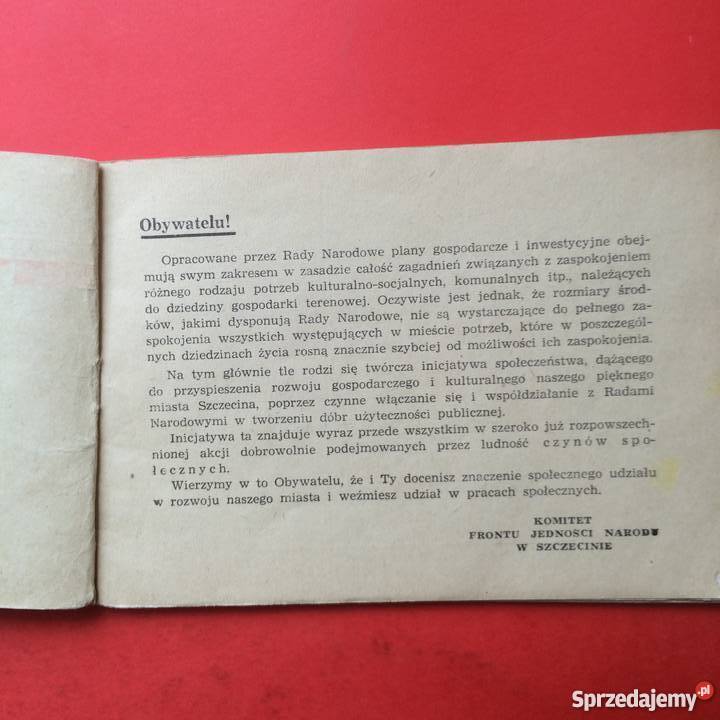 Obywatelu!
Opracowane przez Rady Narodowe plany gospodarcze i inwestycyjne obej-
mują swym zakresem w zasadzie całość zagadnień związanych z zaspokojeniem
różnego rodzaju potrzeb kulturalno-socjalnych, komunalnych itp., należących
do dziedziny gospodarki terenowej. Oczywiste jest jednak, że rozmiary środ-
ków, jakimi dysponują Rady Narodowe, nie są wystarczające do pełnego za-
spokojenia wszystkich występujących w mieście potrzeb, które w poszczegól-
nych dziedzinach życia rosną znacznie szybciej od możliwości ich zaspokajenia.
Na tym głównie tle rodzi się twórcza inicjatywa społeczeństwa, dążącego
do przyspieszenia rozwoju gospodarczego i kulturalnego naszego pięknego
miasta Szczecina, poprzez czynne włączanie się i współdziałanie z Radami
Narodowymi w tworzeniu dóbr użyteczności publicznej.
Inicjatywa ta znajduje wyraz przede wszystkim w szeroko już rozpowszech-
nionej akcji dobrowolnie podejmowanych przez ludność czynów spo-
łecznych.
Wierzymy w to Obywatelu, że i Ty docenisz znaczenie społecznego udziału
w rozwoju naszego miasta i weźmiesz udział w pracach społecznych.
KOMITET
FRONTU JEDNOŚCI NARODU
W SZCZECINIE
Sprzedajemy.pl